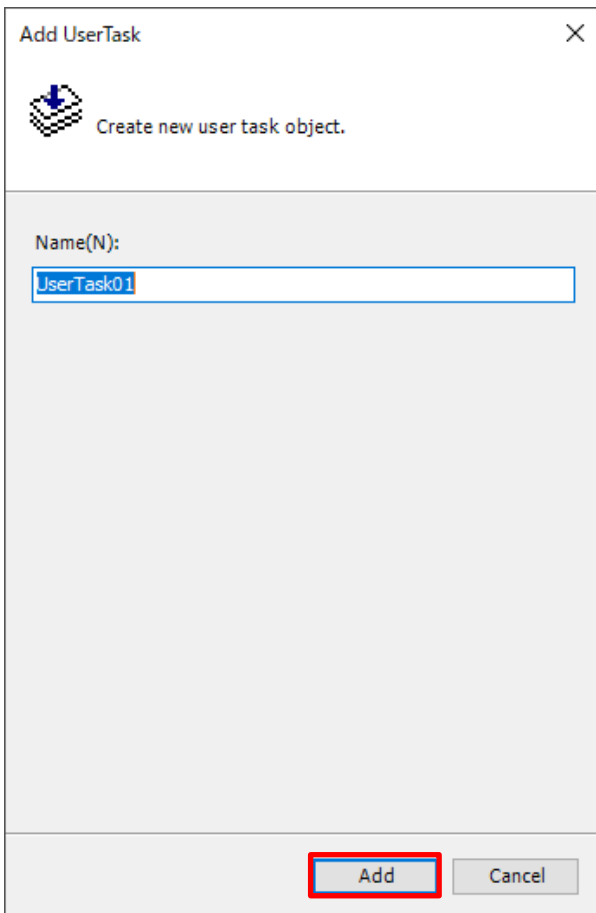 Add UserTask
Create new user task object.
Name(N):
UserTask01
Add Cancel